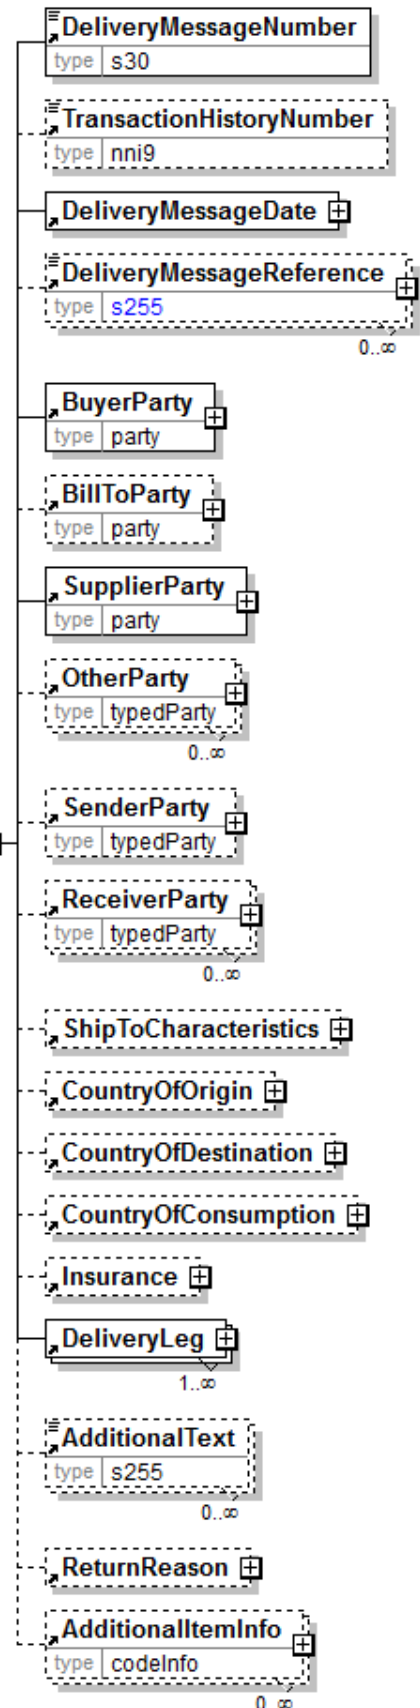 DeliveryMessageNumber
type s30
TransactionHistoryNumber
type nni9
DeliveryMessageDate
DeliveryMessageReference
type s255
0..∞
BuyerParty
type party
BillToParty
type party
SupplierParty
type party
OtherParty
type typedParty
0..∞
SenderParty
type typedParty
ReceiverParty
type typedParty
0..∞
ShipToCharacteristics
CountryOfOrigin
CountryOfDestination
CountryOfConsumption
Insurance
DeliveryLeg
1..∞
AdditionalText
type s255
0..∞
ReturnReason
AdditionalItemInfo
type codeInfo
0..∞